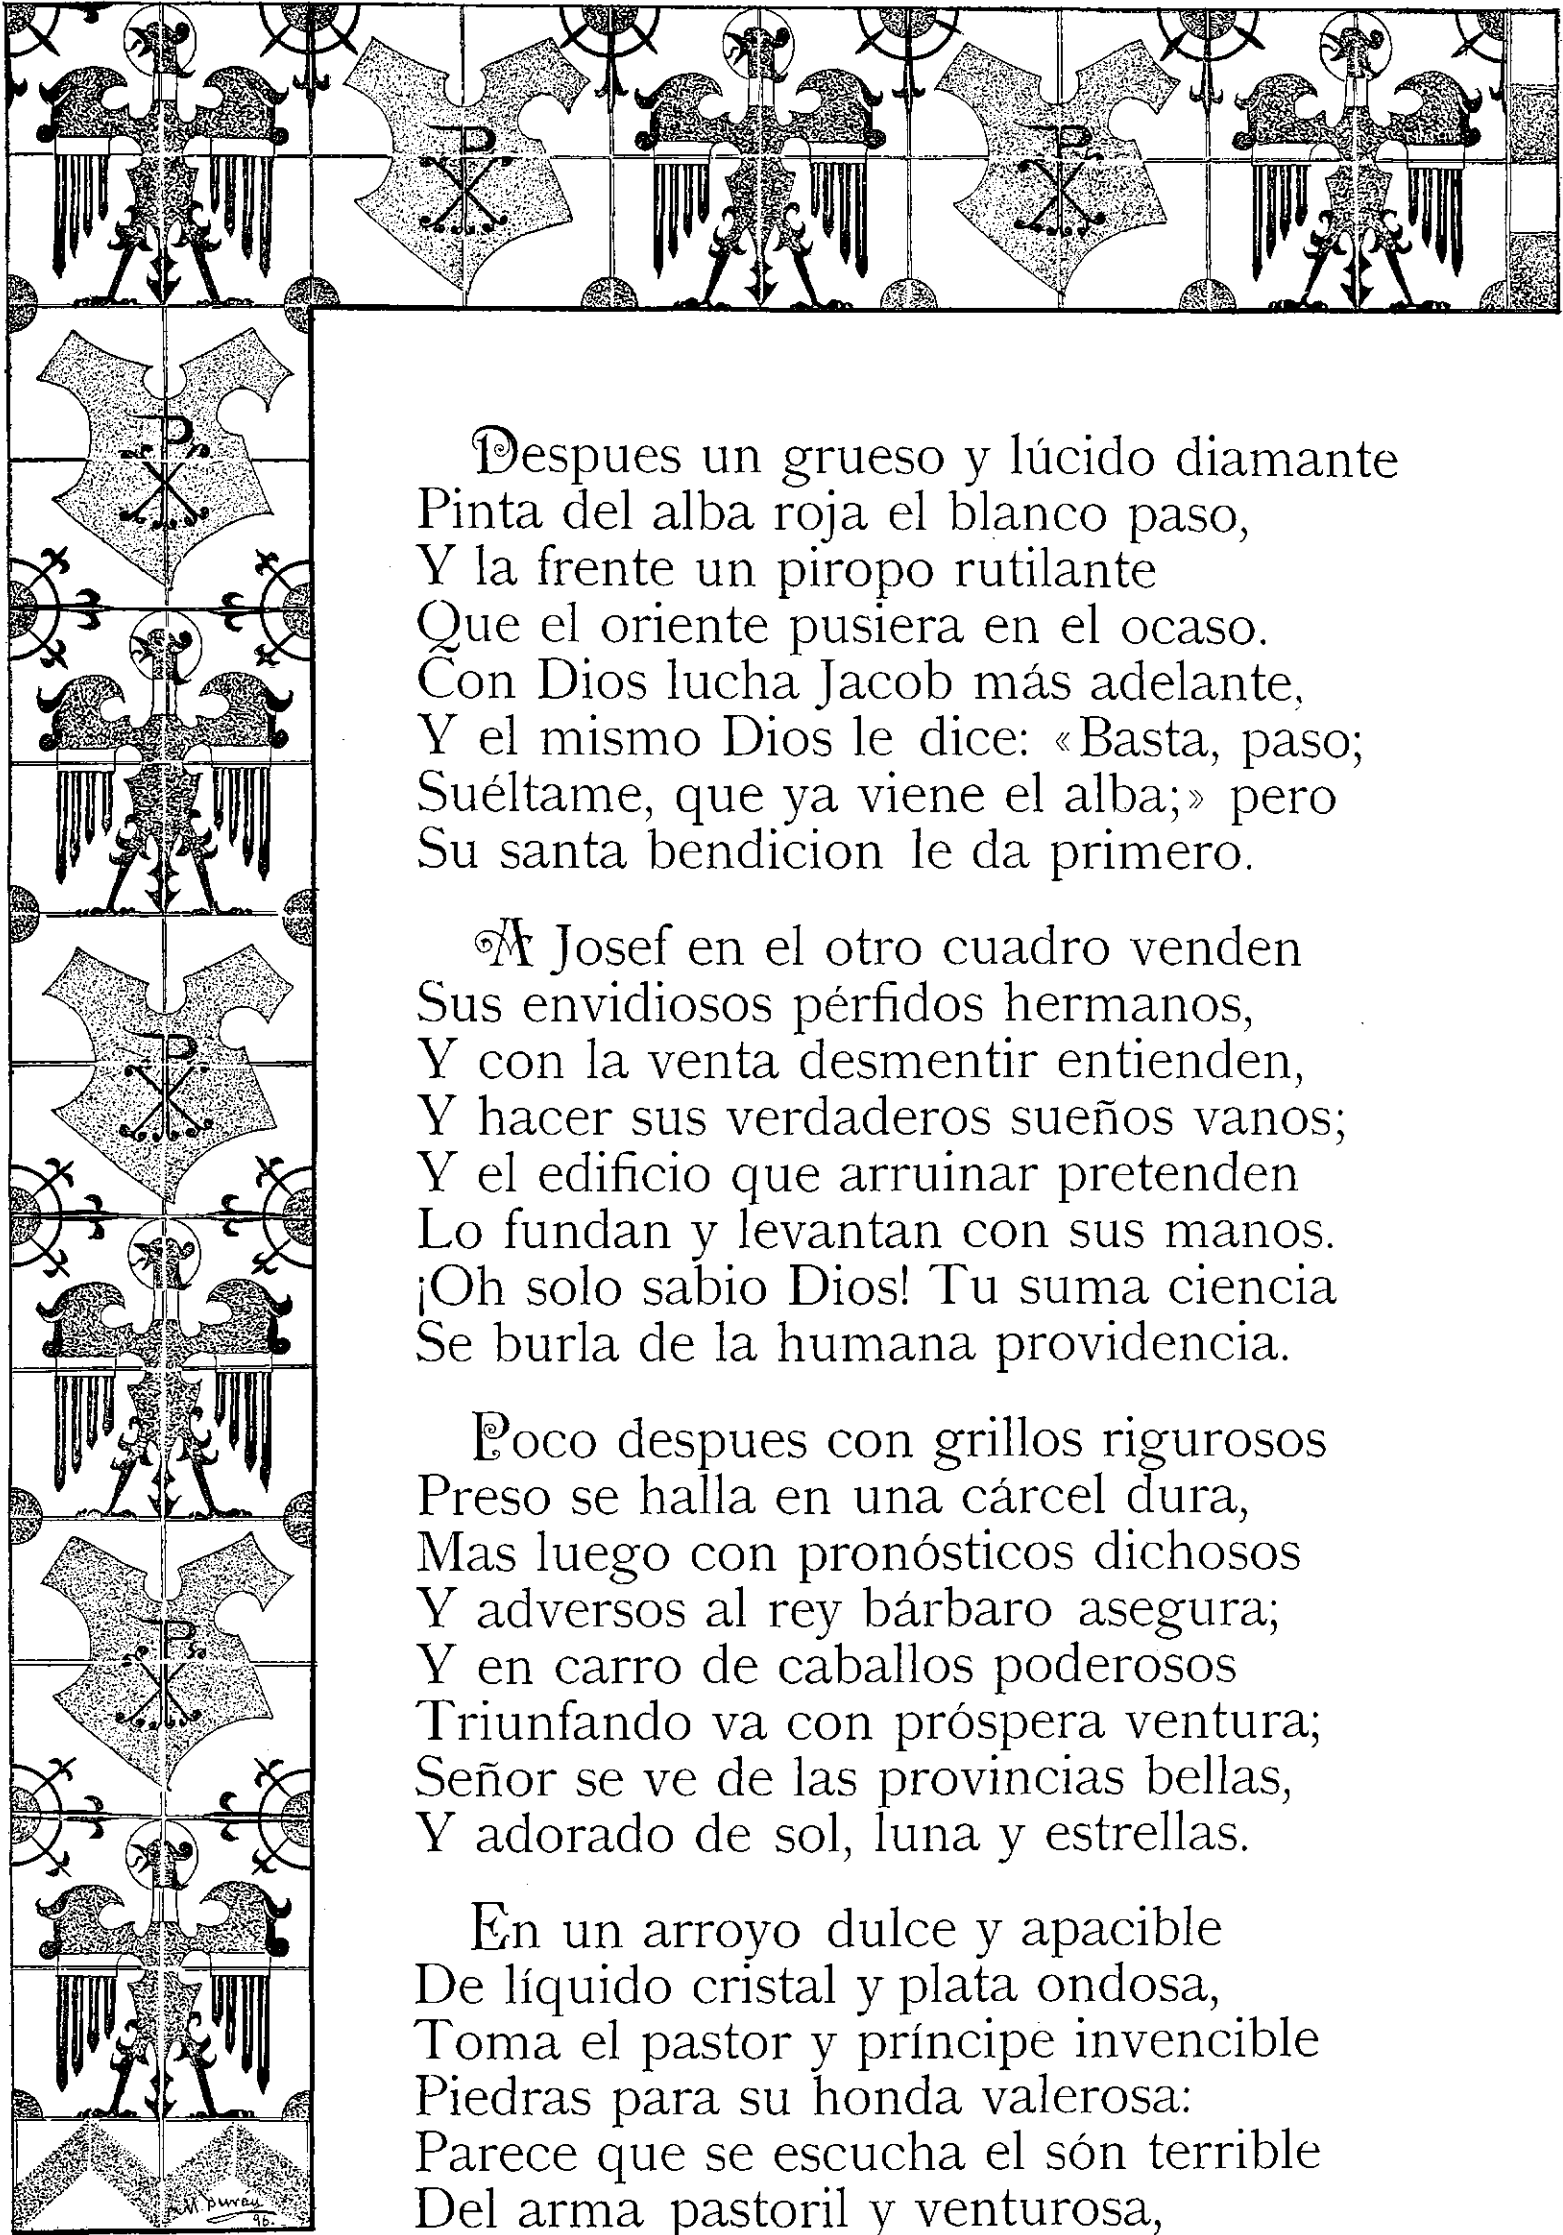 Despues un grueso y lúcido diamante
Pinta del alba roja el blanco paso,
Y la frente un piropo rutilante
Que el oriente pusiera en el ocaso.
Con Dios lucha Jacob más adelante,
Y el mismo Dios le dice: «Basta, paso;
Suéltame, que ya viene el alba;» pero
Su santa bendicion le da primero.
A Josef en el otro cuadro venden
Sus envidiosos pérfidos hermanos,
Y con la venta desmentir entienden,
Y hacer sus verdaderos sueños vanos;
Y el edificio que arruinar pretenden
Lo fundan y levantan con sus manos.
¡Oh solo sabio Dios! Tu suma ciencia
Se burla de la humana providencia.
Poco despues con grillos rigurosos
Preso se halla en una cárcel dura,
Mas luego con pronósticos dichosos
Y adversos al rey bárbaro asegura;
Y en carro de caballos poderosos
Triunfando va con próspera ventura;
Señor se ve de las provincias bellas,
Y adorado de sol, luna y estrellas.
En un arroyo dulce y apacible
De líquido cristal y plata ondosa,
Toma el pastor y príncipe invencible
Piedras para su honda valerosa:
Parece que se escucha el són terrible
Del arma pastoril y venturosa,
M. Durán
96.